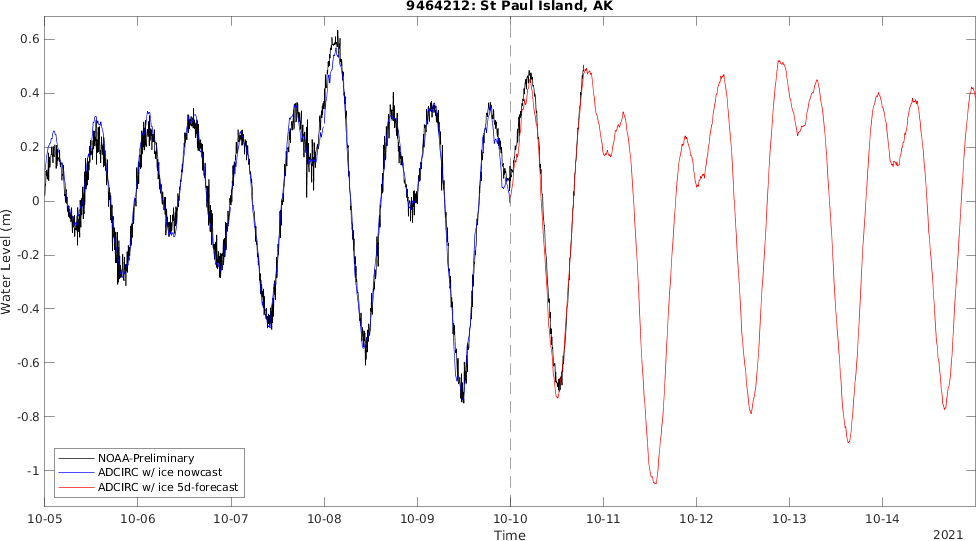 9464212: St Paul Island, AK
0.6
0.4
0.2
0
-0.2
-0.4
-0.6
-0.8
-1
Water Level (m)
NOAA-Preliminary
ADCIRC w/ ice nowcast
ADCIRC w/ ice 5d-forecast
10-05 10-06 10-07 10-08 10-09 10-10 10-11 10-12 10-13 10-14
Time
2021